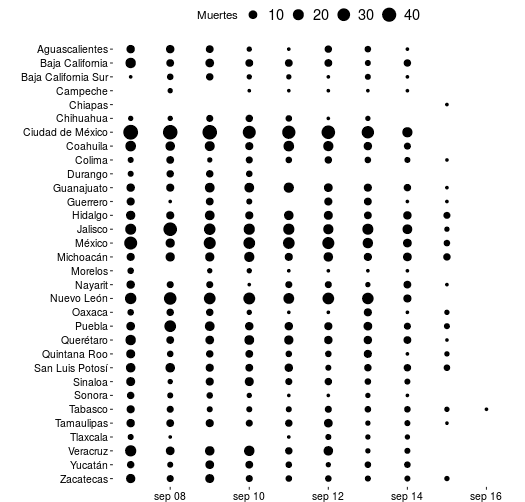 Muertes 10 20 30 40
Aguascalientes
Baja California
Baja California Sur
Campeche
Chiapas
Chihuahua
Ciudad de México
Coahuila
Colima
Durango
Guanajuato
Guerrero
Hidalgo
Jalisco
México
Michoacán
Morelos
Nayarit
Nuevo León
Oaxaca
Puebla
Querétaro
Quintana Roo
San Luis Potosí
Sinaloa
Sonora
Tabasco
Tamaulipas
Tlaxcala
Veracruz
Yucatán
Zacatecas
sep 08 sep 10 sep 12 sep 14 sep 16